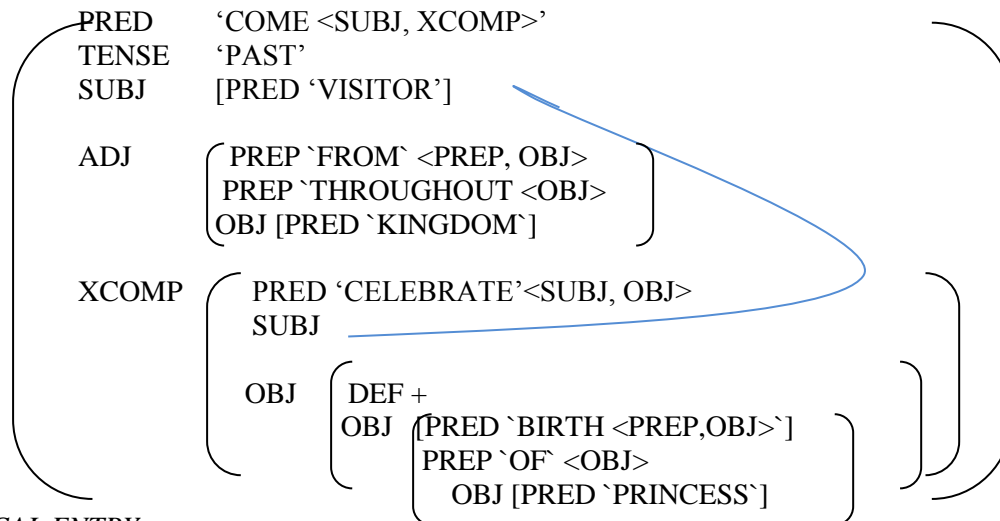 PRED ‘COME <SUBJ, XCOMP>’
TENSE ‘PAST’
SUBJ [PRED ‘VISITOR’]
ADJ PREP `FROM` <PREP, OBJ>
PREP `THROUGHOUT <OBJ>
OBJ [PRED `KINGDOM`]
XCOMP PRED ‘CELEBRATE’<SUBJ, OBJ>
SUBJ
OBJ DEF +
OBJ [PRED `BIRTH <PREP,OBJ>`]
PREP `OF` <OBJ>
OBJ [PRED `PRINCESS`]